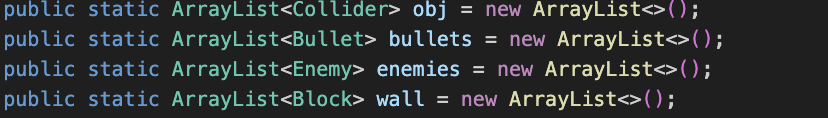 public static ArrayList<Collider> obj = new ArrayList<>();
public static ArrayList<Bullet> bullets = new ArrayList<>();
public static ArrayList<Enemy> enemies = new ArrayList<>();
public static ArrayList<Block> wall = new ArrayList<>();